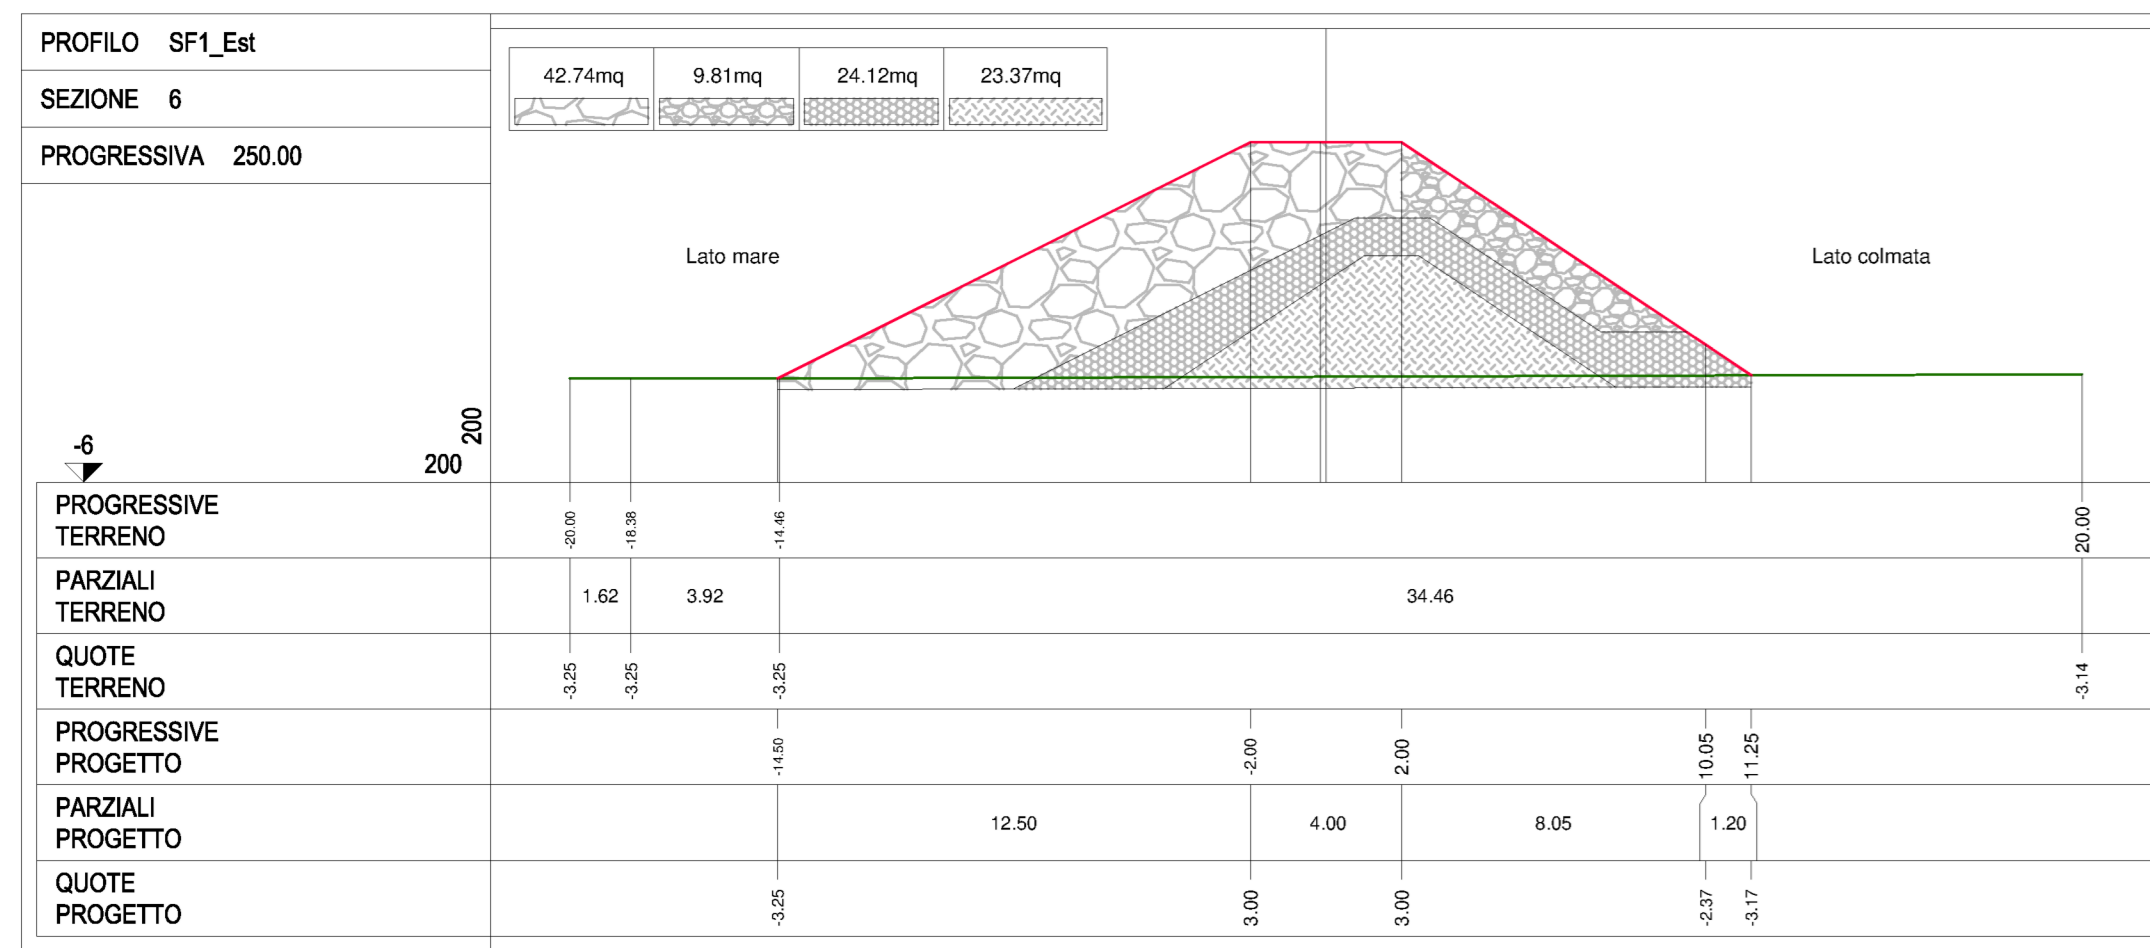 PROFILO SF1_Est
SEZIONE 6
PROGRESSIVA 250.00
42.74mq 9.81mq 24.12mq 23.37mq
Lato mare
Lato colmata
200
-6
200
PROGRESSIVE
TERRENO
-20.00 -18.38 -14.46 20.00
PARZIALI
TERRENO
1.62 3.92 34.46
QUOTE
TERRENO
-3.25 -3.25 -3.25 -3.14
PROGRESSIVE
PROGETTO
-14.50 -2.00 2.00 10.05 11.25
PARZIALI
PROGETTO
12.50 4.00 8.05 1.20
QUOTE
PROGETTO
-3.25 3.00 3.00 -2.37 -3.17